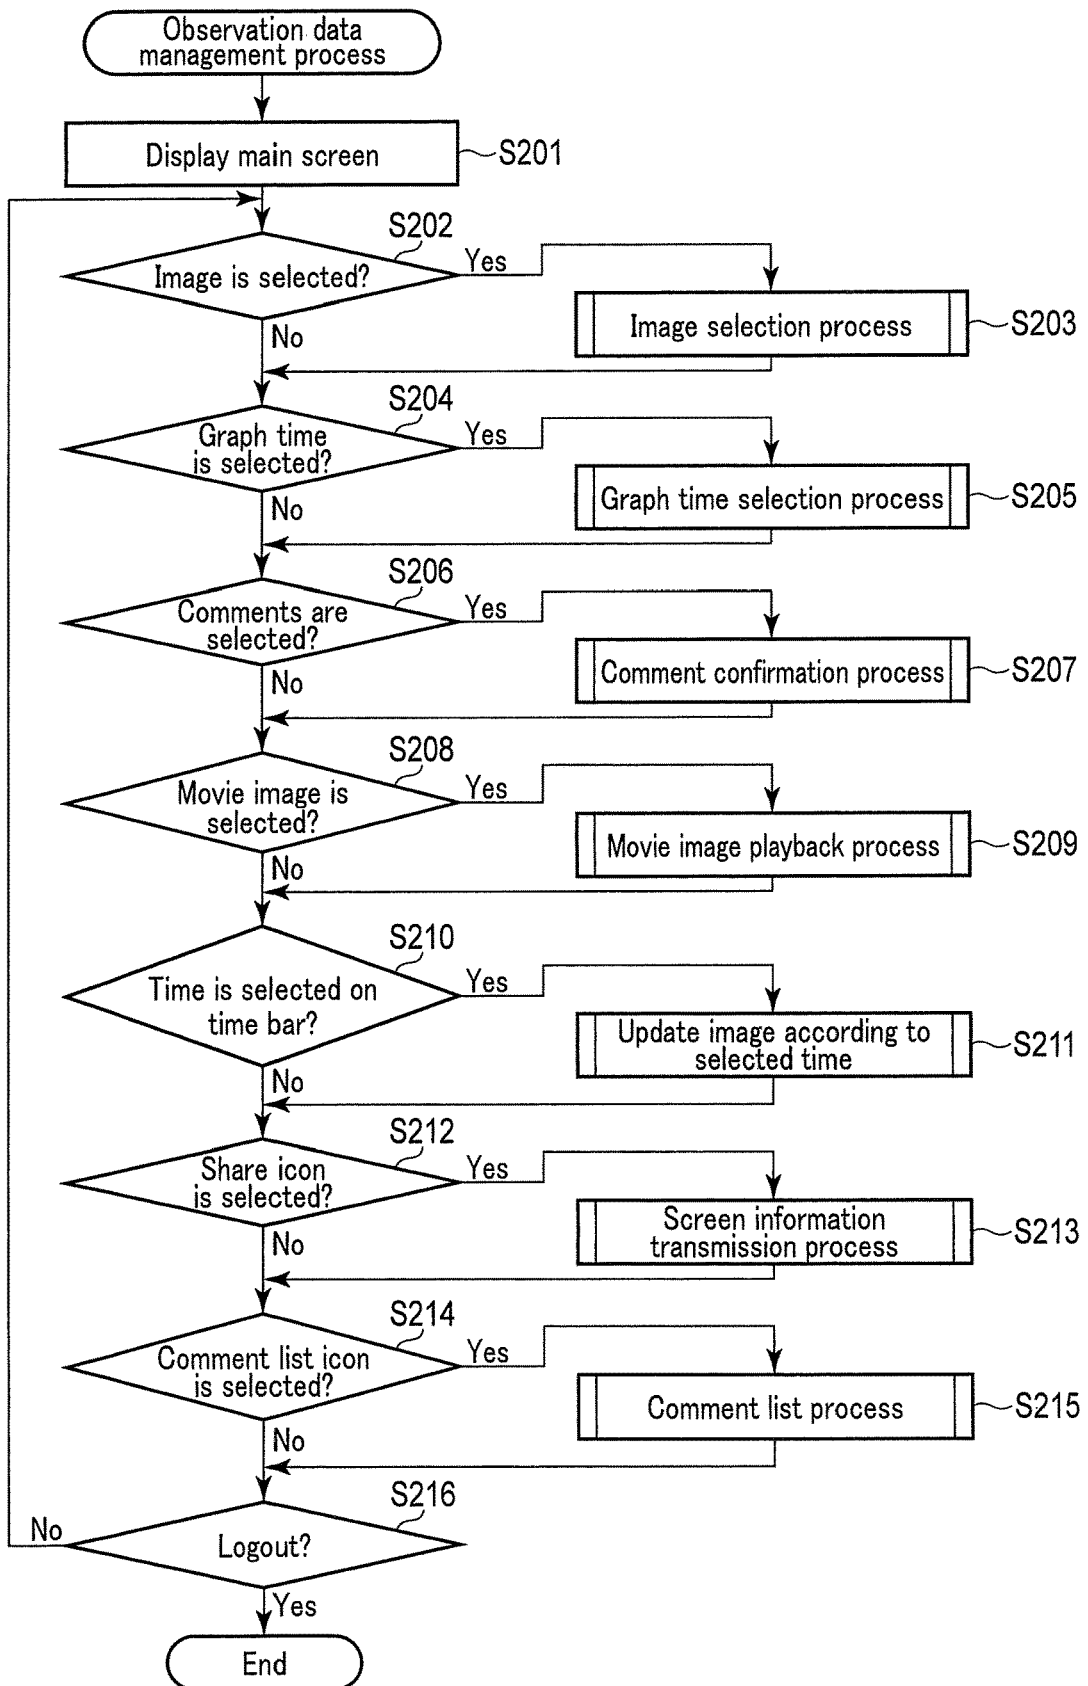 Observation data
management process
Display main screen
S201
S202
Image is selected?
Yes
No
Image selection process
S203
S204
Graph time
is selected?
Yes
No
Graph time selection process
S205
S206
Comments are
selected?
Yes
No
Comment confirmation process
S207
S208
Movie image is
selected?
Yes
No
Movie image playback process
S209
S210
Time is selected on
time bar?
Yes
No
Update image according to
selected time
S211
S212
Share icon
is selected?
Yes
No
Screen information
transmission process
S213
S214
Comment list icon
is selected?
Yes
No
Comment list process
S215
S216
Logout?
No
Yes
End